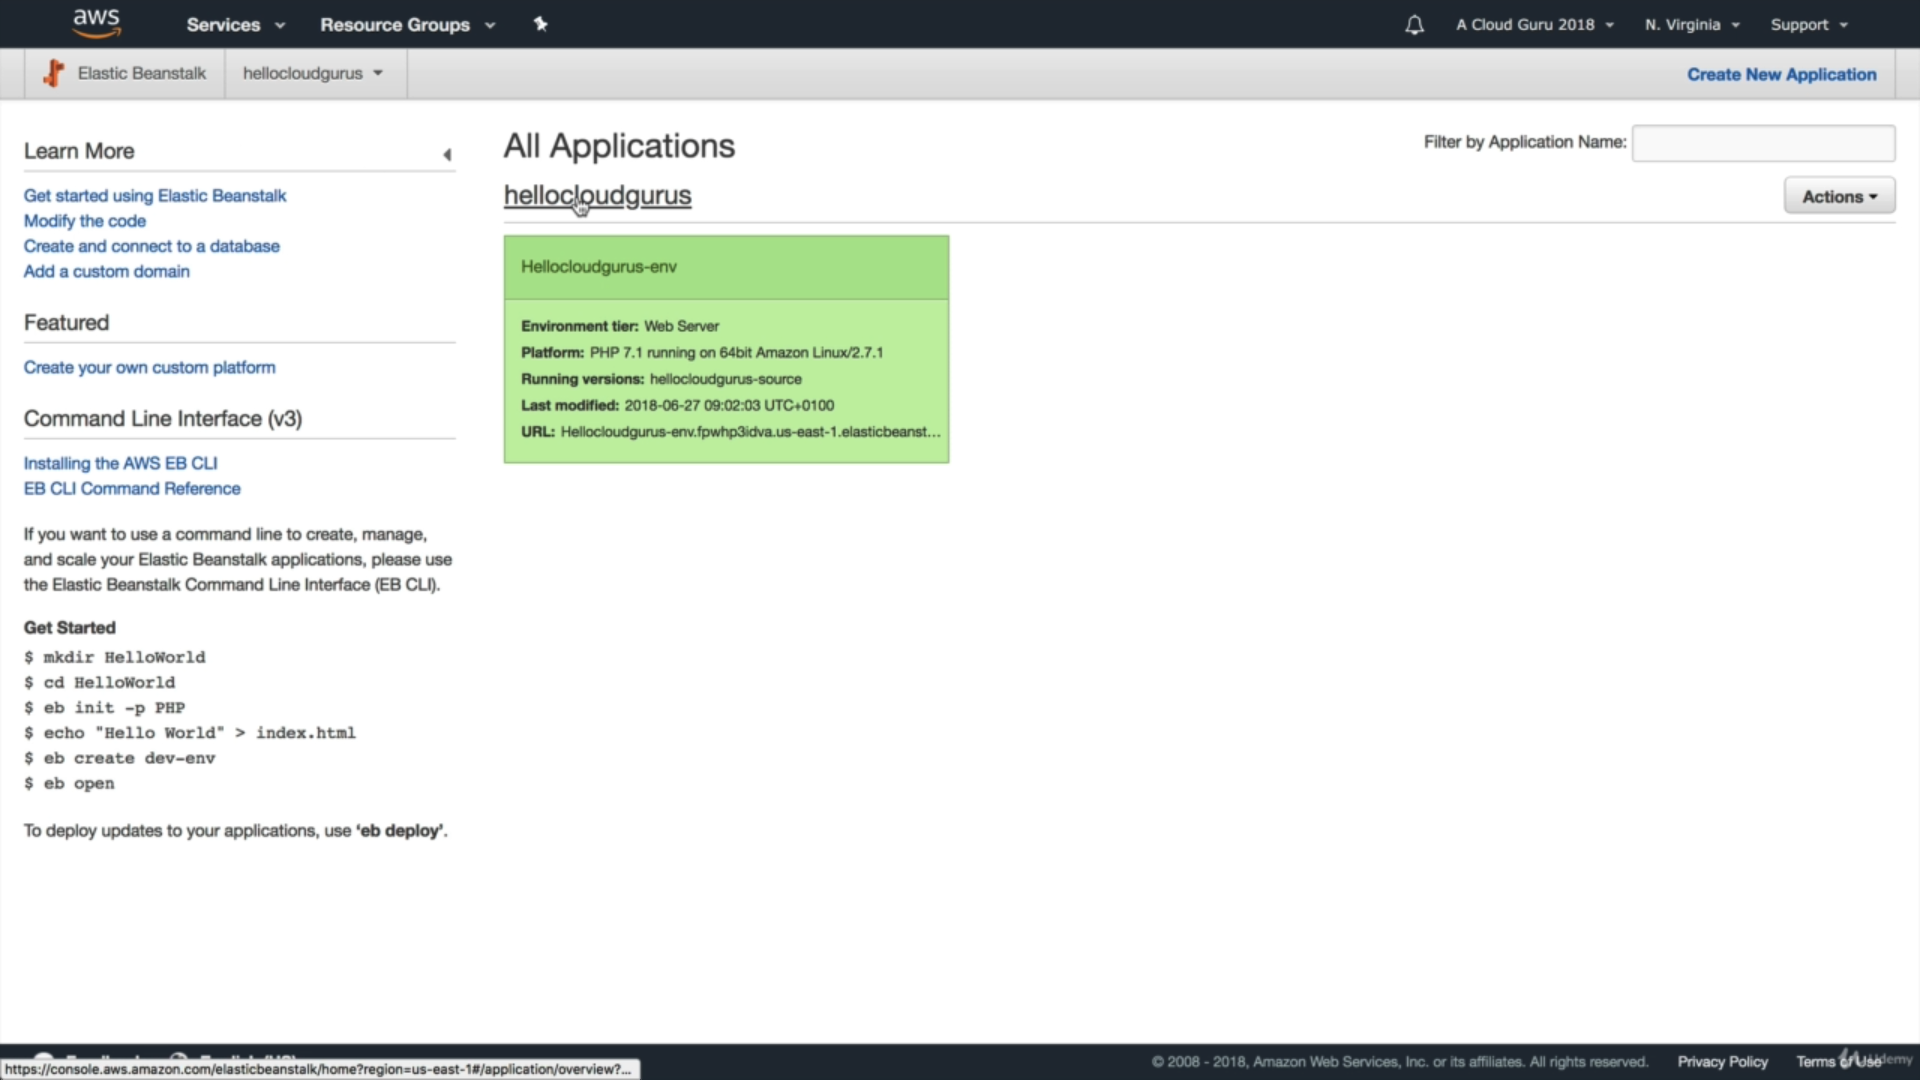 aws
Services
Resource Groups
A Cloud Guru 2018
N. Virginia
Support
Elastic Beanstalk
hellocloudgurus
Create New Application
Learn More
Get started using Elastic Beanstalk
Modify the code
Create and connect to a database
Add a custom domain
Featured
Create your own custom platform
Command Line Interface (v3)
Installing the AWS EB CLI
EB CLI Command Reference
If you want to use a command line to create, manage,
and scale your Elastic Beanstalk applications, please use
the Elastic Beanstalk Command Line Interface (EB CLI).
Get Started
$ mkdir HelloWorld
$ cd HelloWorld
$ eb init -p PHP
$ echo "Hello World" > index.html
$ eb create dev-env
$ eb open
To deploy updates to your applications, use ‘eb deploy’.
All Applications
Filter by Application Name:
hellocloudgurus
Actions
Hellocloudgurus-env
Environment tier: Web Server
Platform: PHP 7.1 running on 64bit Amazon Linux/2.7.1
Running versions: hellocloudgurus-source
Last modified: 2018-06-27 09:02:03 UTC+0100
URL: Hellocloudgurus-env.fpwhp3idva.us-east-1.elasticbeanst...
https://console.aws.amazon.com/elasticbeanstalk/home?region=us-east-1#/application/overview?...
© 2008 - 2018, Amazon Web Services, Inc. or its affiliates. All rights reserved.
Privacy Policy
Terms of Use